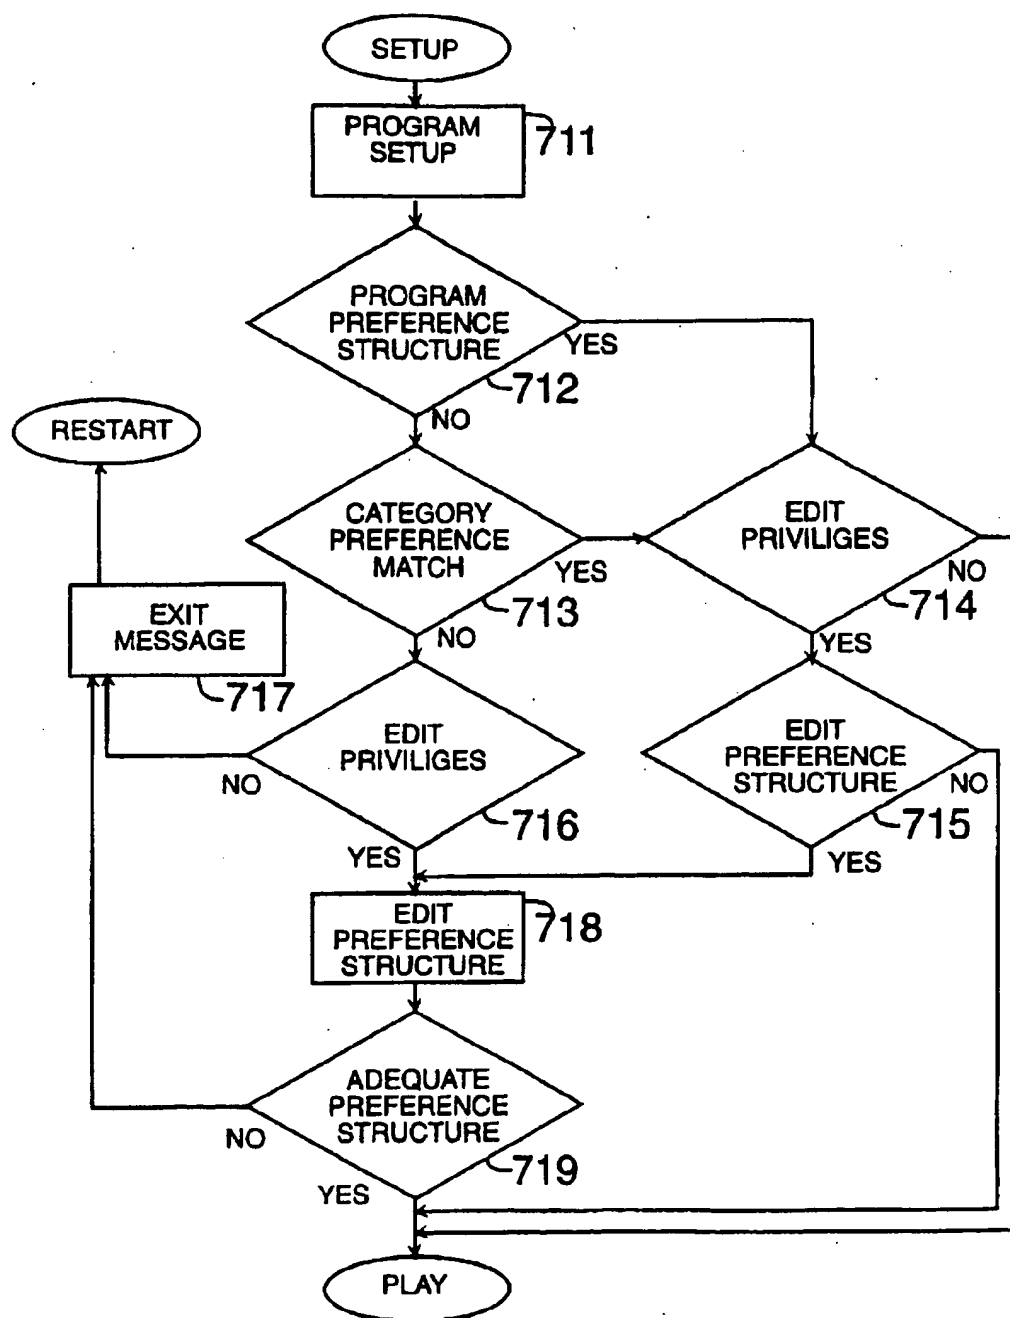 SETUP
PROGRAM
SETUP
711
PROGRAM
PREFERENCE
STRUCTURE
YES
712
NO
RESTART
CATEGORY
PREFERENCE
MATCH
YES
713
NO
EDIT
PRIVILIGES
NO
714
YES
EXIT
MESSAGE
717
EDIT
PRIVILIGES
NO
716
YES
EDIT
PREFERENCE
STRUCTURE
NO
715
YES
EDIT
PREFERENCE
STRUCTURE
718
ADEQUATE
PREFERENCE
STRUCTURE
NO
719
YES
PLAY